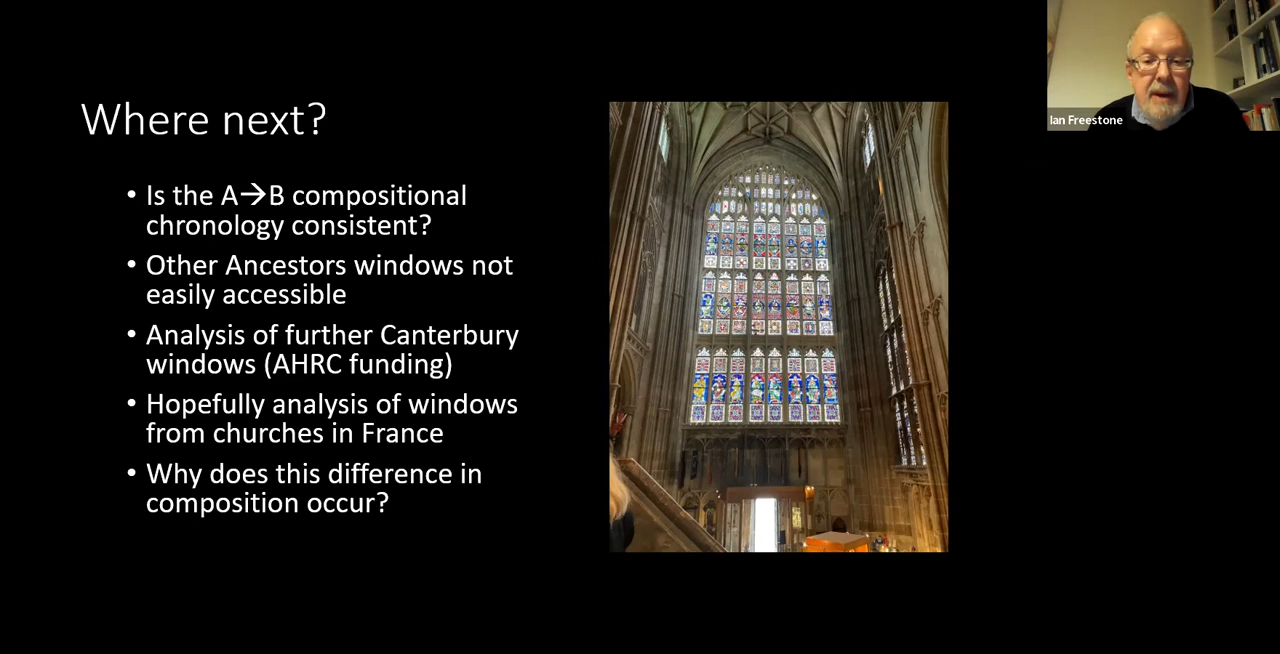 Where next?
• Is the A→B compositional
chronology consistent?
• Other Ancestors windows not
easily accessible
• Analysis of further Canterbury
windows (AHRC funding)
• Hopefully analysis of windows
from churches in France
• Why does this difference in
composition occur?
Ian Freestone